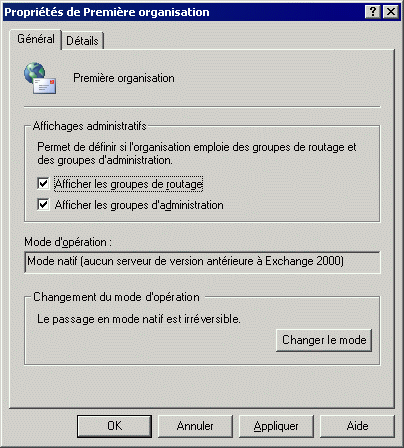 Propriétés de Première organisation
Général
Détails
Première organisation
Affichages administratifs
Permet de définir si l'organisation emploie des groupes de routage et
des groupes d'administration.
Afficher les groupes de routage
Afficher les groupes d'administration
Mode d'opération :
Mode natif (aucun serveur de version antérieure à Exchange 2000)
Changement du mode d'opération
Le passage en mode natif est irréversible.
Changer le mode
OK
Annuler
Appliquer
Aide